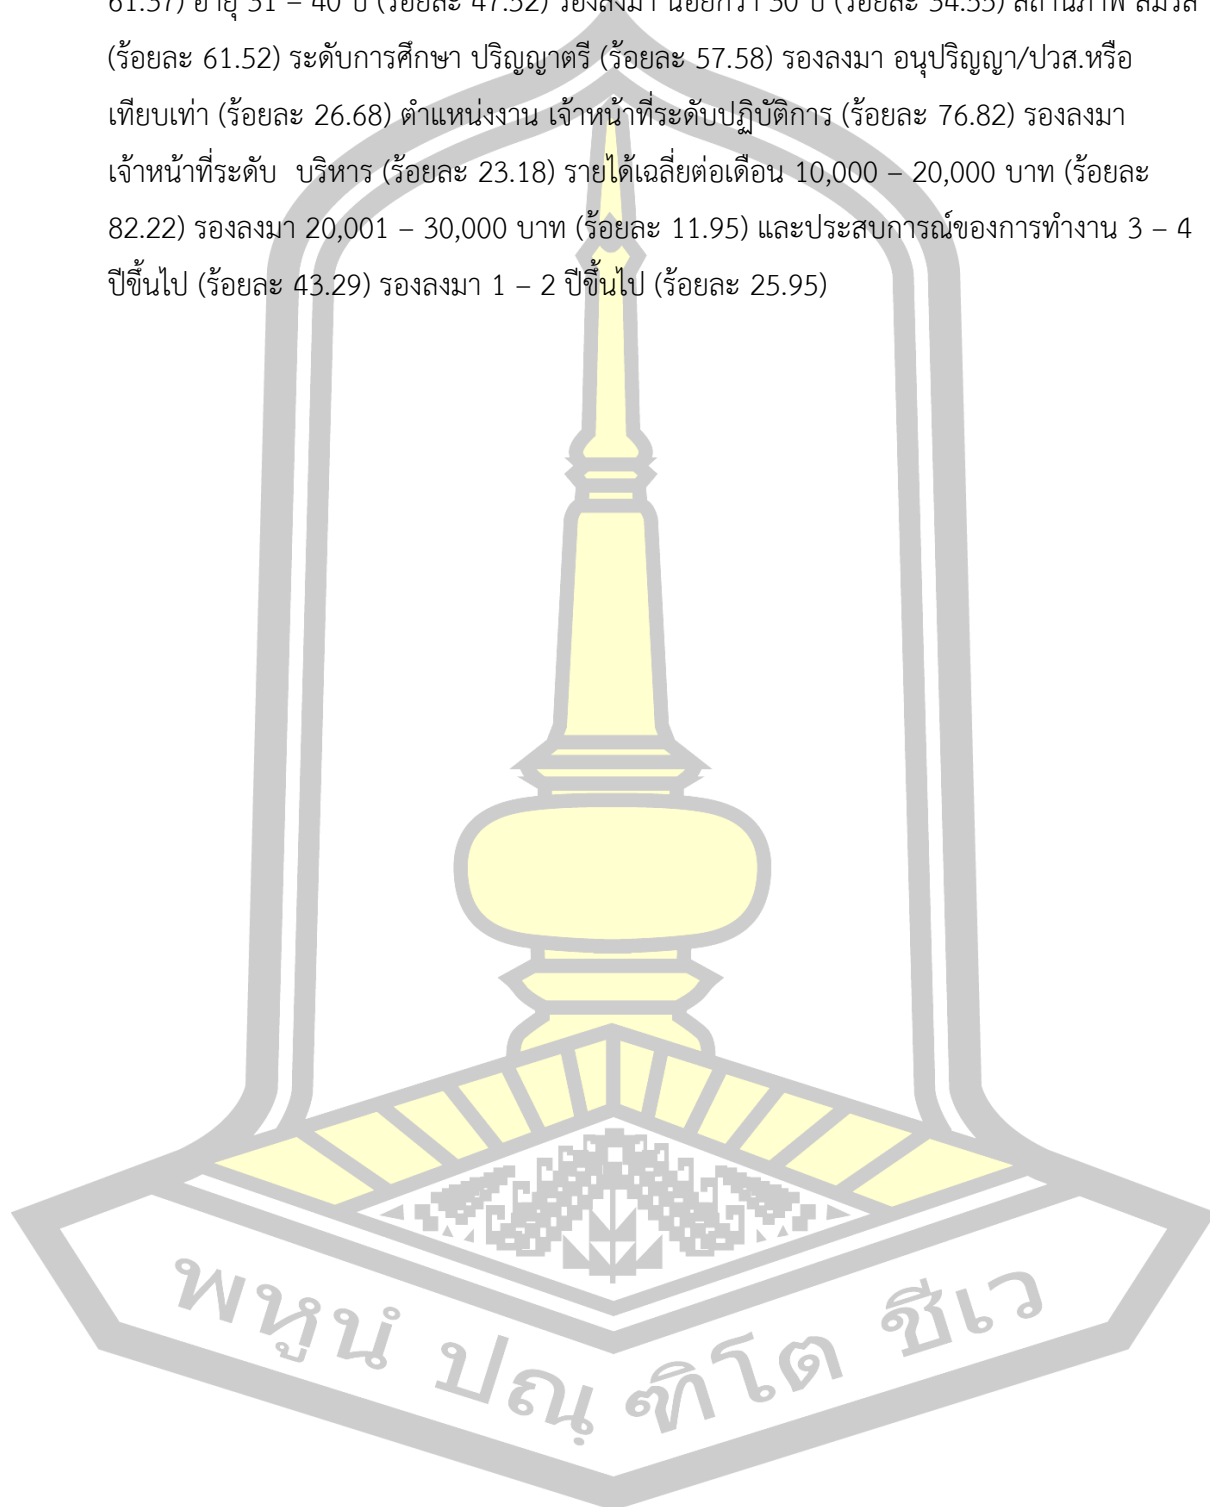 61.37) อายุ 31 – 40 ปี (ร้อยละ 47.52) รองลงมา น้อยกว่า 30 ปี (ร้อยละ 34.55) สถานภาพ สมรส
(ร้อยละ 61.52) ระดับการศึกษา ปริญญาตรี (ร้อยละ 57.58) รองลงมา อนุปริญญา/ปวส.หรือ
เทียบเท่า (ร้อยละ 26.68) ตำแหน่งงาน เจ้าหน้าที่ระดับปฏิบัติการ (ร้อยละ 76.82) รองลงมา
เจ้าหน้าที่ระดับ บริหาร (ร้อยละ 23.18) รายได้เฉลี่ยต่อเดือน 10,000 – 20,000 บาท (ร้อยละ
82.22) รองลงมา 20,001 – 30,000 บาท (ร้อยละ 11.95) และประสบการณ์ของการทำงาน 3 – 4
ปีขึ้นไป (ร้อยละ 43.29) รองลงมา 1 – 2 ปีขึ้นไป (ร้อยละ 25.95)
พหูนํ ปณฺฑิโต ชีเว